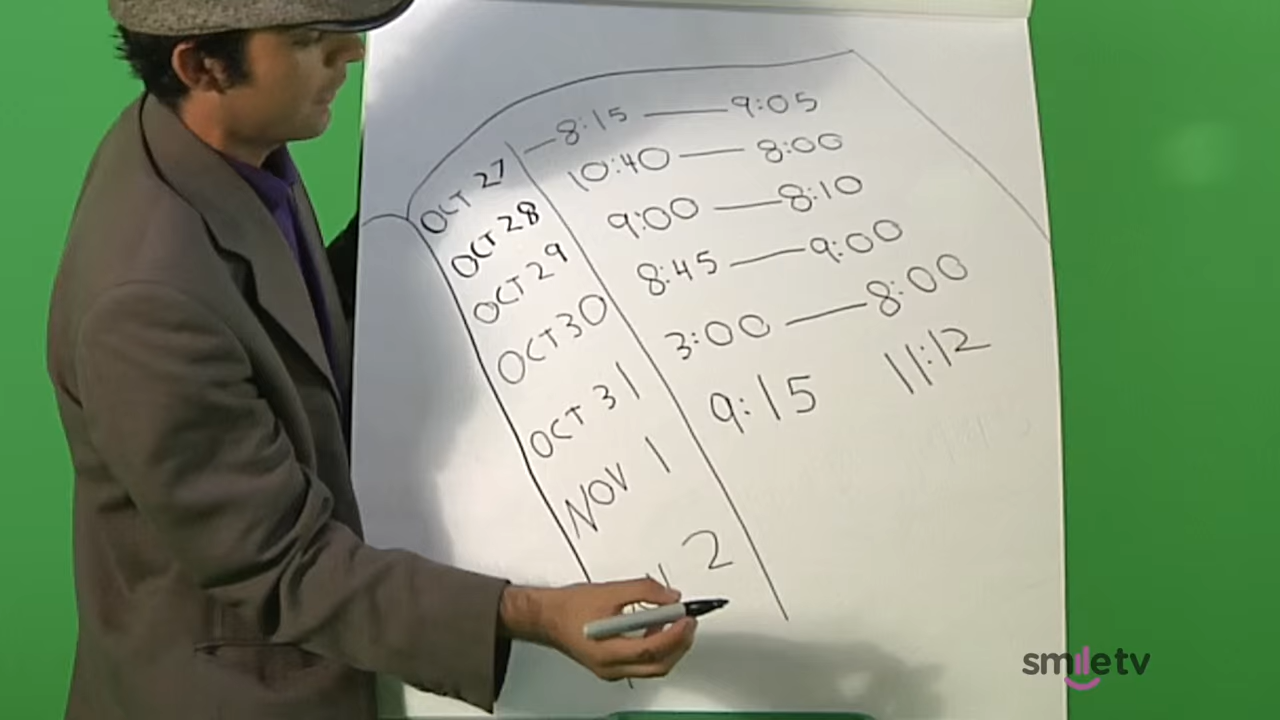 OCT 27 — 8:15 — 9:05
OCT 28 10:40 — 8:00
OCT 29 9:00 — 8:10
OCT 30 8:45 — 9:00
OCT 31 3:00 — 8:00
NOV 1 9:15 11:12
2
smiletv